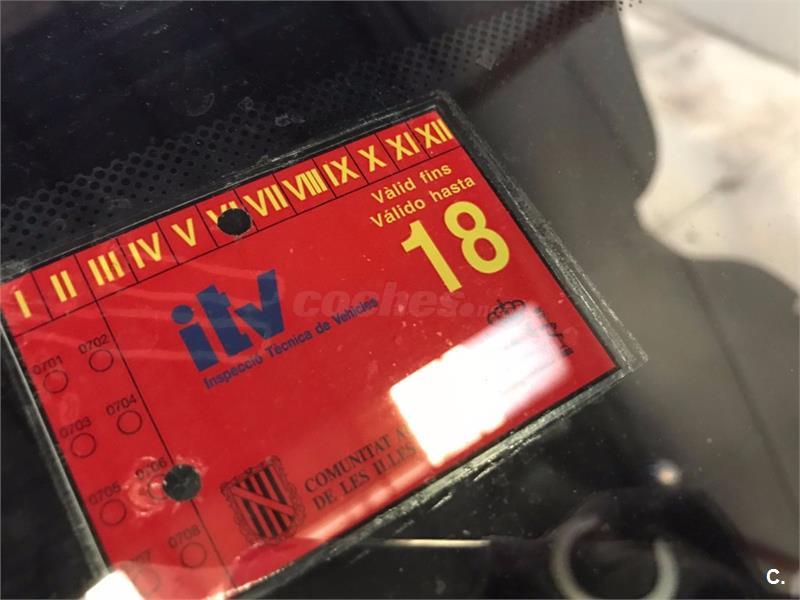 I II III IV V VI VII VIII IX X XI XII
Vàlid fins
Válido hasta
18
itv
Inspecció Tècnica de Vehicles
coches.net
0701 0702
0703 0704
0705 0706
0708
COMUNITAT
DE LES ILLES
C.